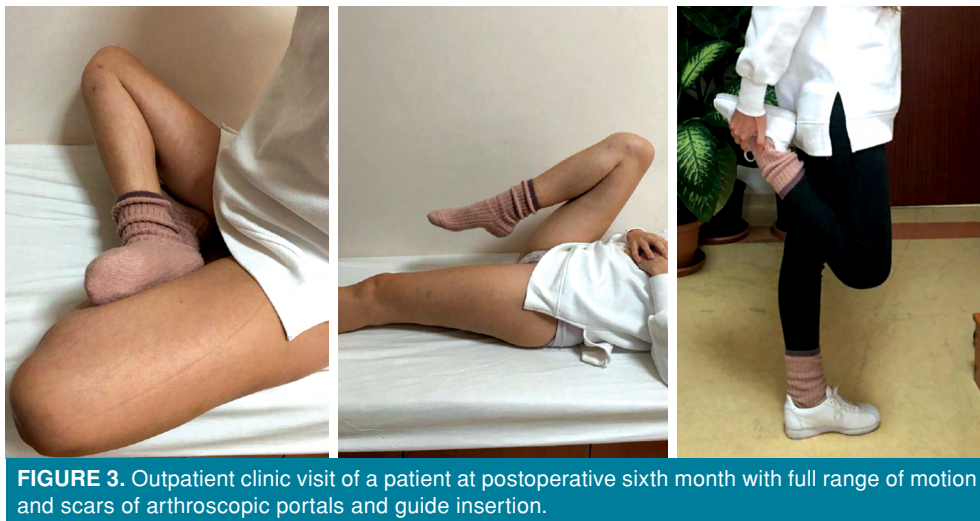 FIGURE 3. Outpatient clinic visit of a patient at postoperative sixth month with full range of motion
and scars of arthroscopic portals and guide insertion.